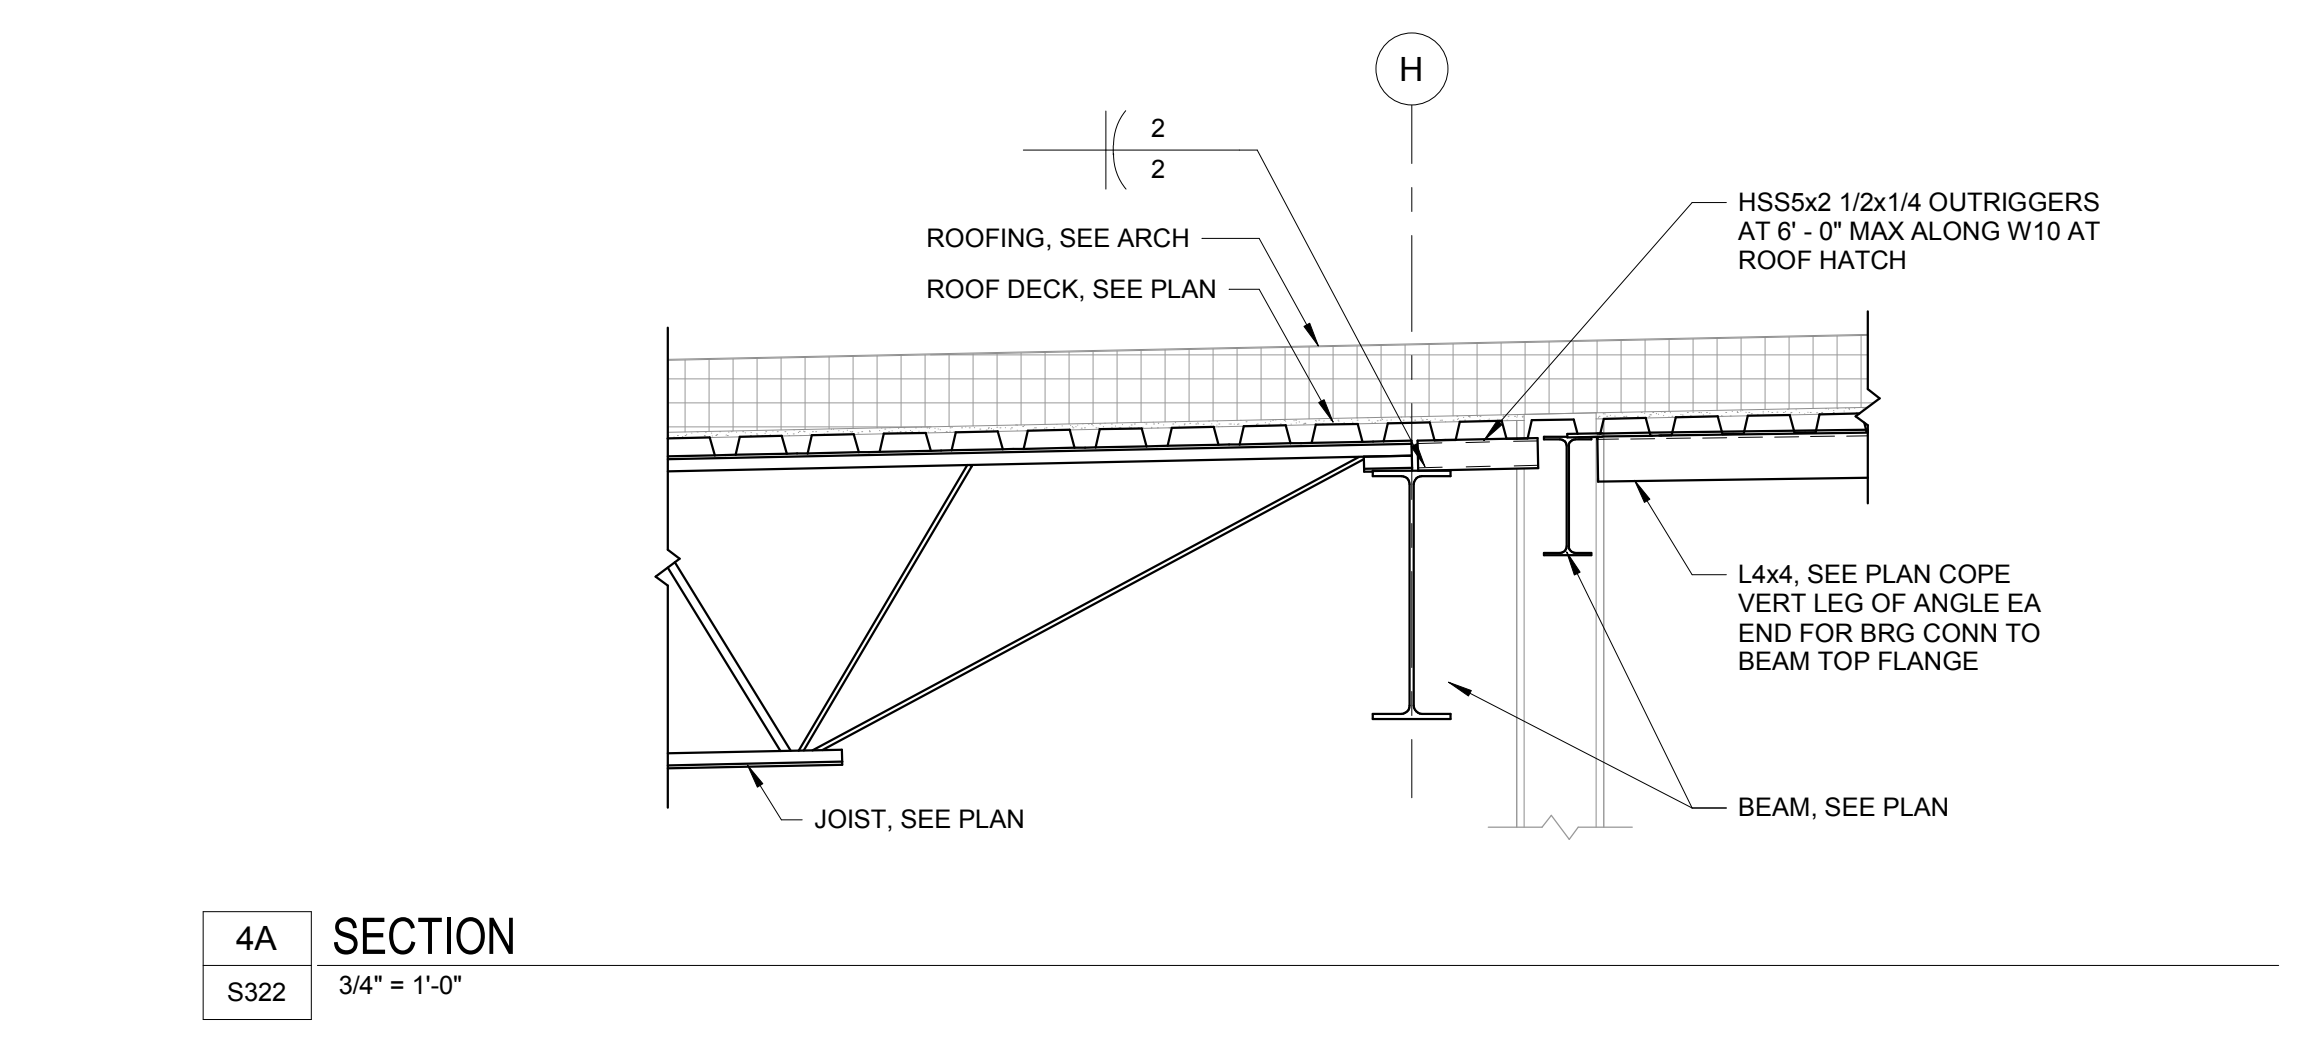 H
2
2
ROOFING, SEE ARCH
ROOF DECK, SEE PLAN
HSS5x2 1/2x1/4 OUTRIGGERS
AT 6' - 0" MAX ALONG W10 AT
ROOF HATCH
L4x4, SEE PLAN COPE
VERT LEG OF ANGLE EA
END FOR BRG CONN TO
BEAM TOP FLANGE
BEAM, SEE PLAN
JOIST, SEE PLAN
4A
SECTION
S322
3/4" = 1'-0"